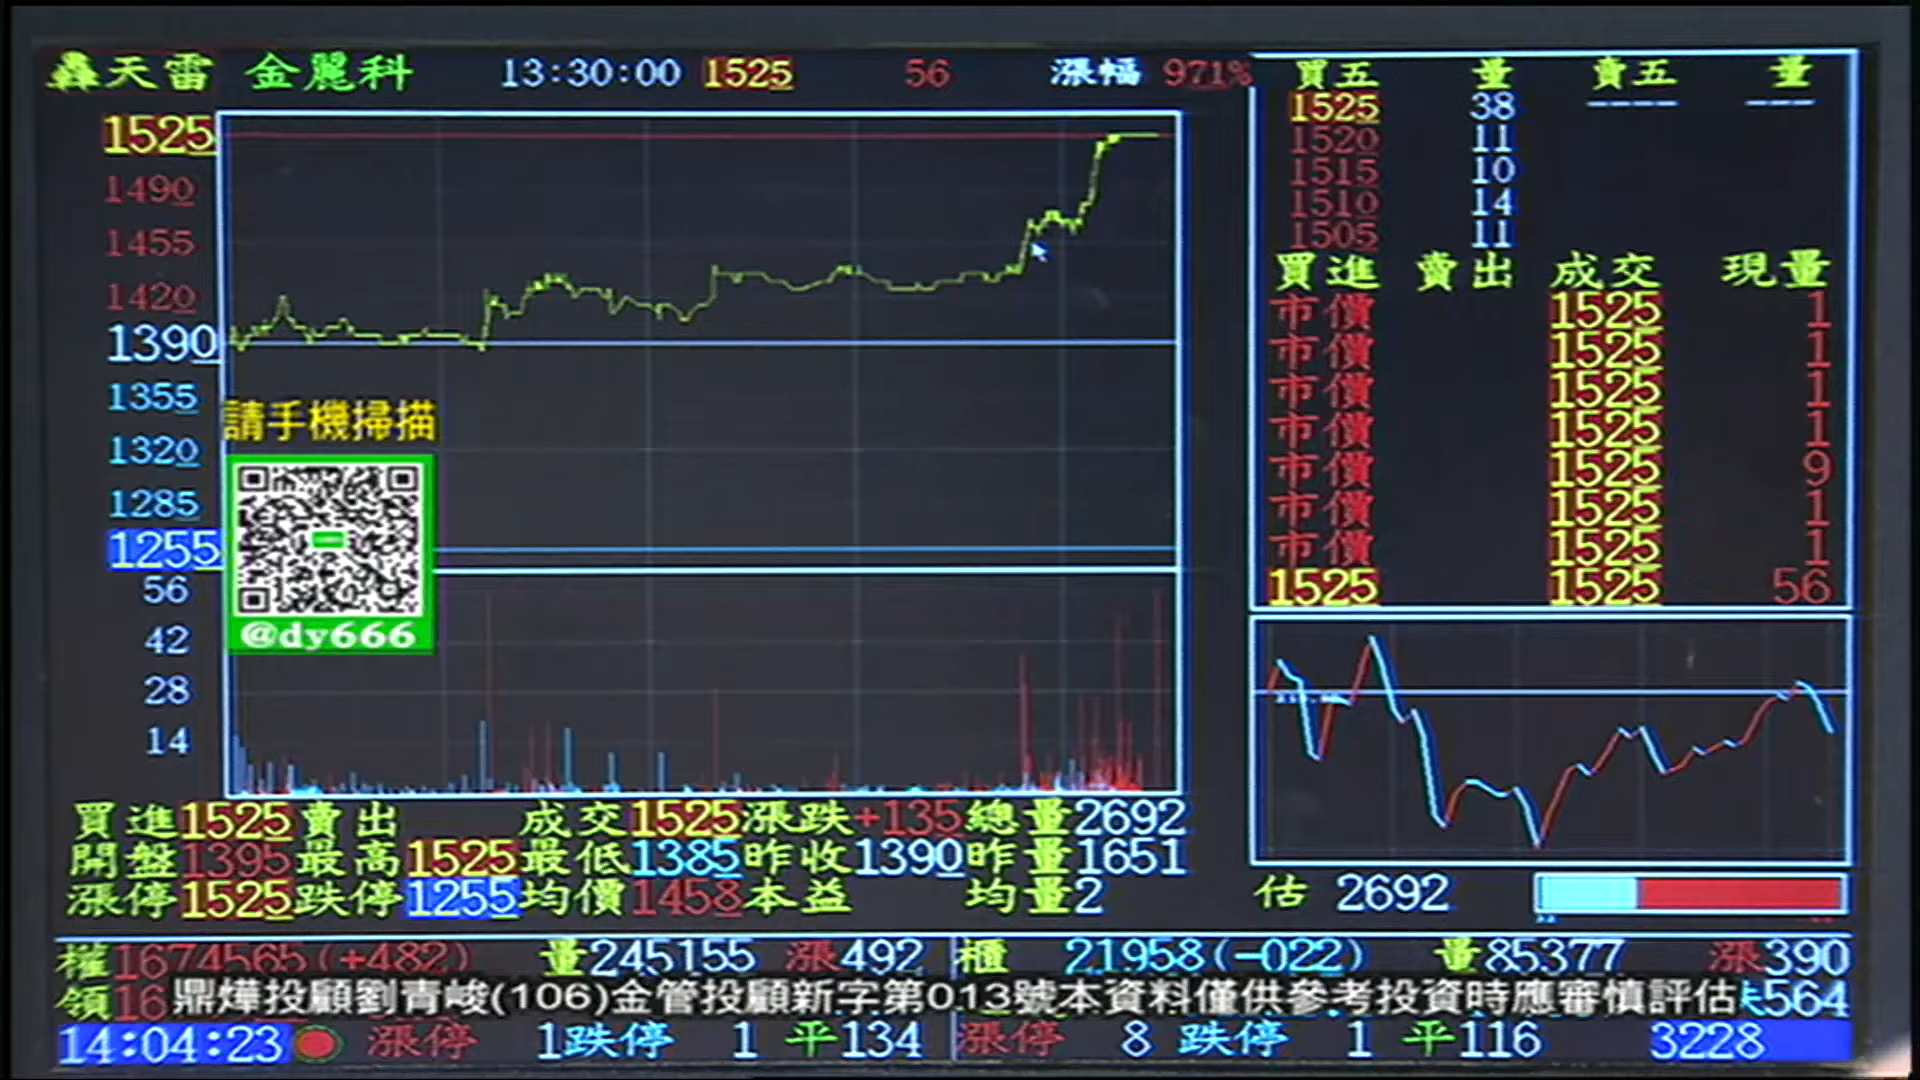 轟天雷 金麗科 13:30:00 1525 56 漲幅 971%
1525
1490
1455
1420
1390
1355
1320
1285
1255
56
42
28
14
請手機掃描
@dy666
買五 量 賣五 量
1525 38 ---- ---
1520 11
1515 10
1510 14
1505 11
買進 賣出 成交 現量
市價 1525 1
市價 1525 1
市價 1525 1
市價 1525 1
市價 1525 9
市價 1525 1
市價 1525 1
1525 1525 56
買進1525賣出 成交1525漲跌+135總量2692
開盤1395最高1525最低1385昨收1390昨量1651
漲停1525跌停1255均價1458本益 均量2
估 2692
權1674565(+482) 量245155 漲492 櫃 21958(-022) 量85377 漲390
領16
鼎燁投顧劉青峻(106)金管投顧新字第013號本資料僅供參考投資時應審慎評估
564
14:04:23 漲停 1跌停 1 平134 漲停 8 跌停 1 平116 3228